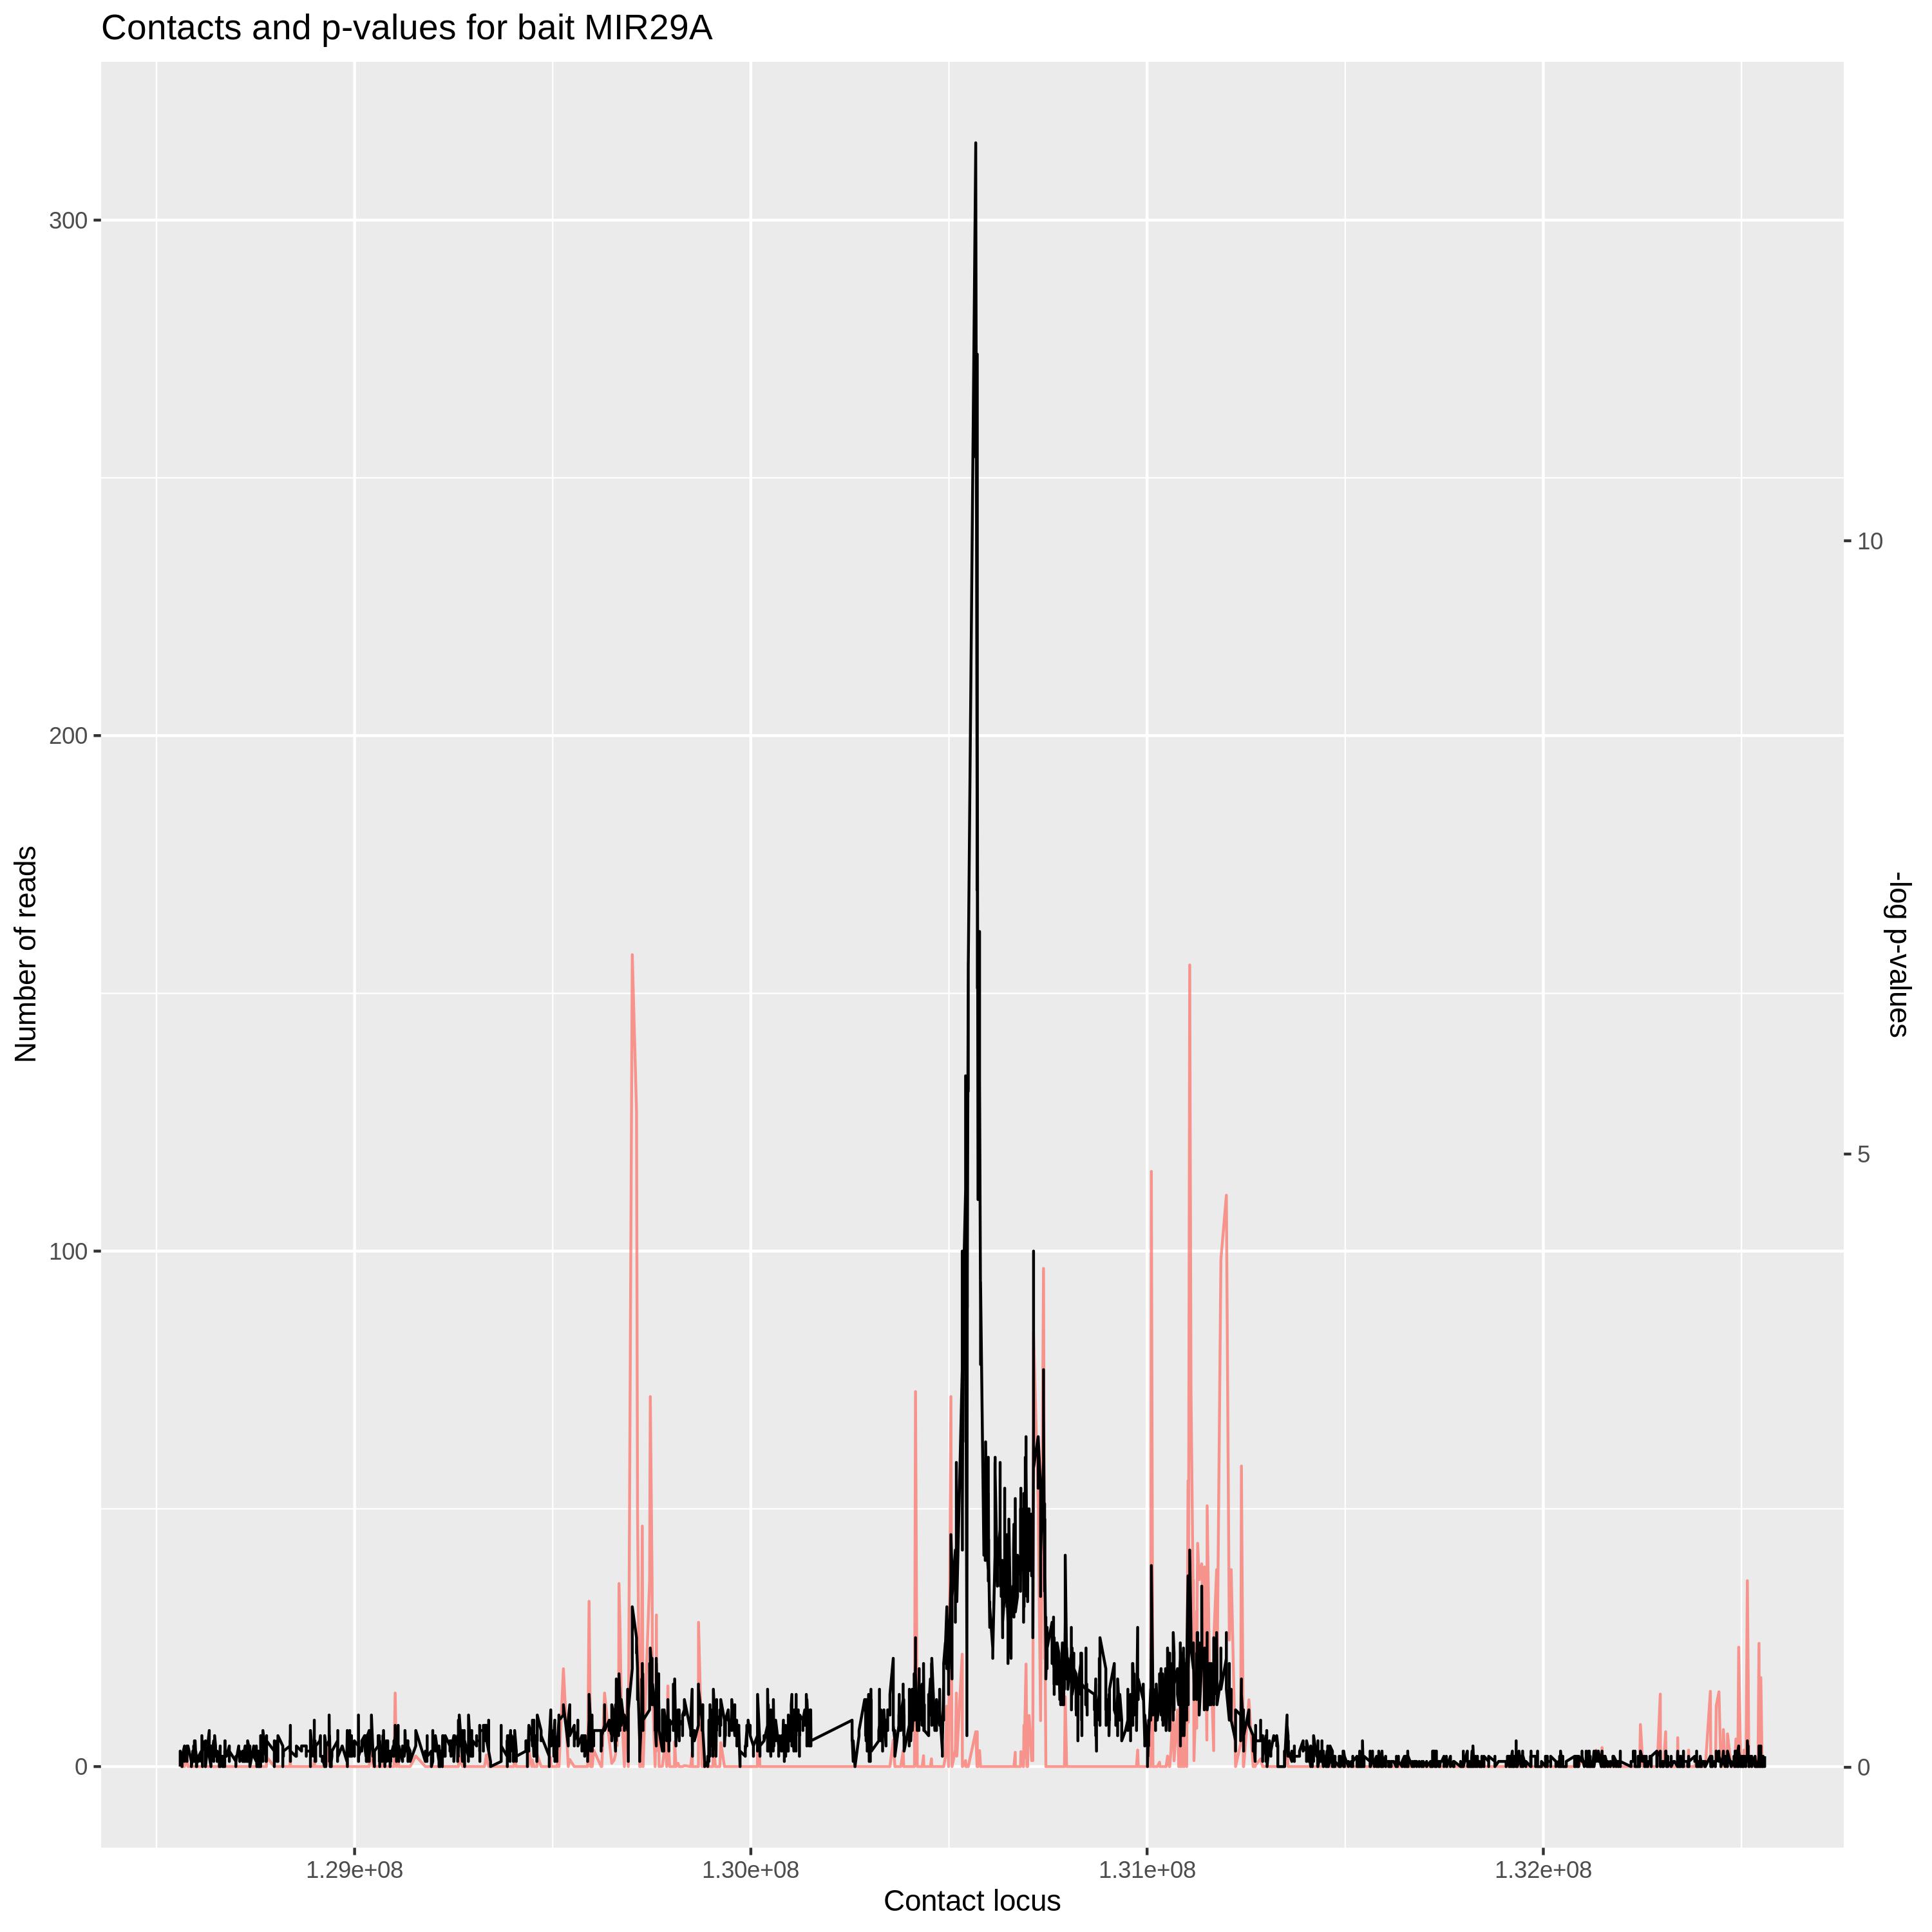 Contacts and p-values for bait MIR29A
300
200
100
0
10
5
0
Number of reads
-log p-values
1.29e+08
1.30e+08
1.31e+08
1.32e+08
Contact locus